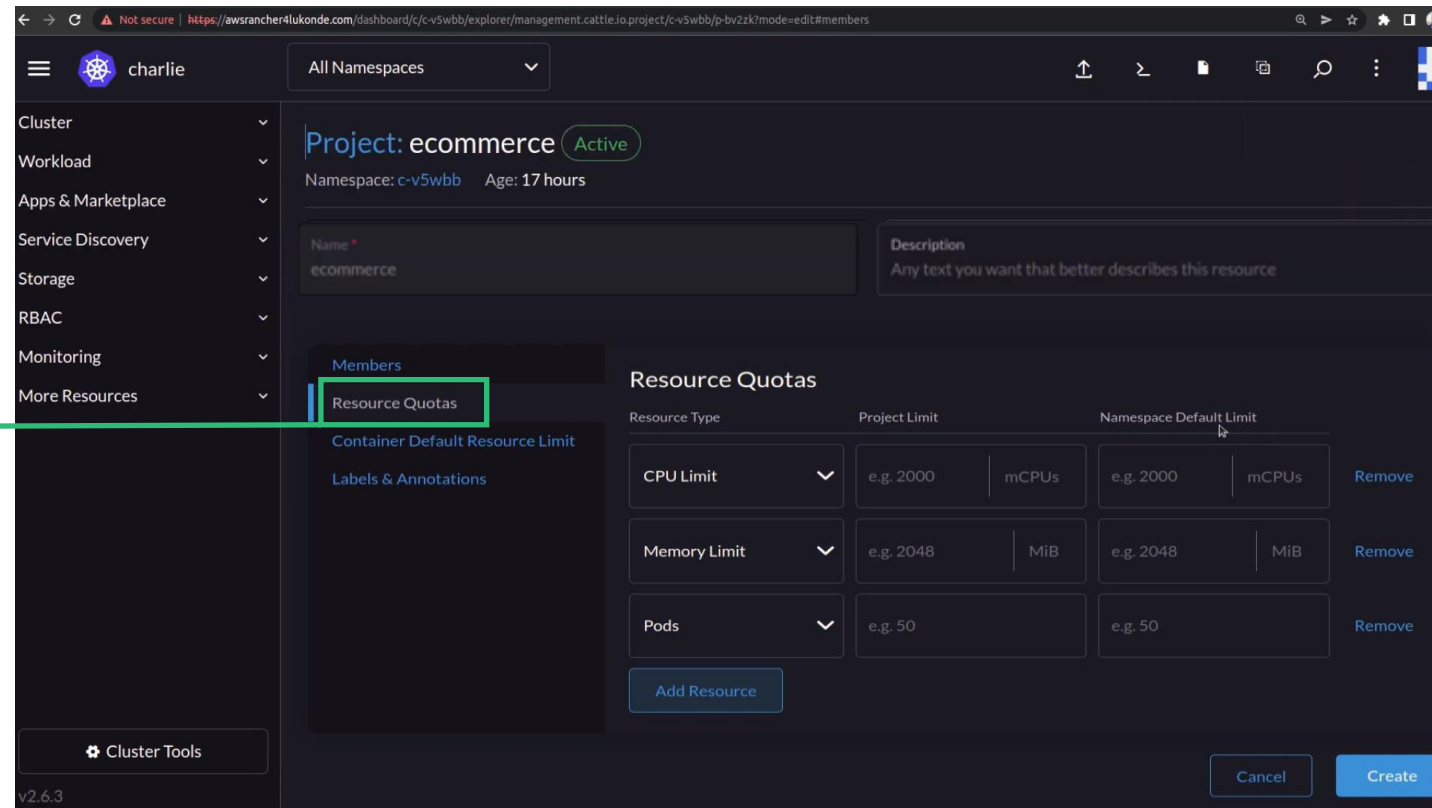 Not secure | https://awsrancher4lukonde.com/dashboard/c/c-v5wbb/explorer/management.cattle.io.project/c-v5wbb/p-bv2zk?mode=edit#members
charlie
All Namespaces
Cluster
Workload
Apps & Marketplace
Service Discovery
Storage
RBAC
Monitoring
More Resources
Cluster Tools
v2.6.3
Project: ecommerce Active
Namespace: c-v5wbb Age: 17 hours
Name *
ecommerce
Description
Any text you want that better describes this resource
Members
Resource Quotas
Container Default Resource Limit
Labels & Annotations
Resource Quotas
Resource Type Project Limit Namespace Default Limit
CPU Limit e.g. 2000 mCPUs e.g. 2000 mCPUs Remove
Memory Limit e.g. 2048 MiB e.g. 2048 MiB Remove
Pods e.g. 50 e.g. 50 Remove
Add Resource
Cancel Create